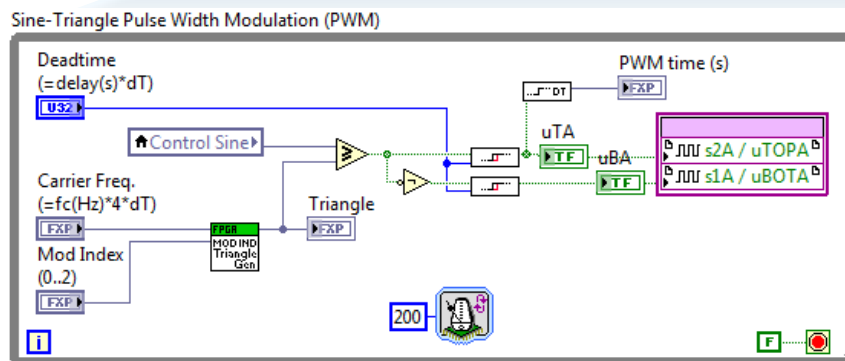 Sine-Triangle Pulse Width Modulation (PWM)
Deadtime
(=delay(s)*dT)
U32
PWM time (s)
DT
FXP
Control Sine
uTA
TF
uBA
TF
s2A / uTOPA
s1A / uBOTA
≥
Carrier Freq.
(=fc(Hz)*4*dT)
FXP
Triangle
FXP
FPGA
MOD IND
Triangle
Gen
Mod Index
(0..2)
FXP
200
i
F